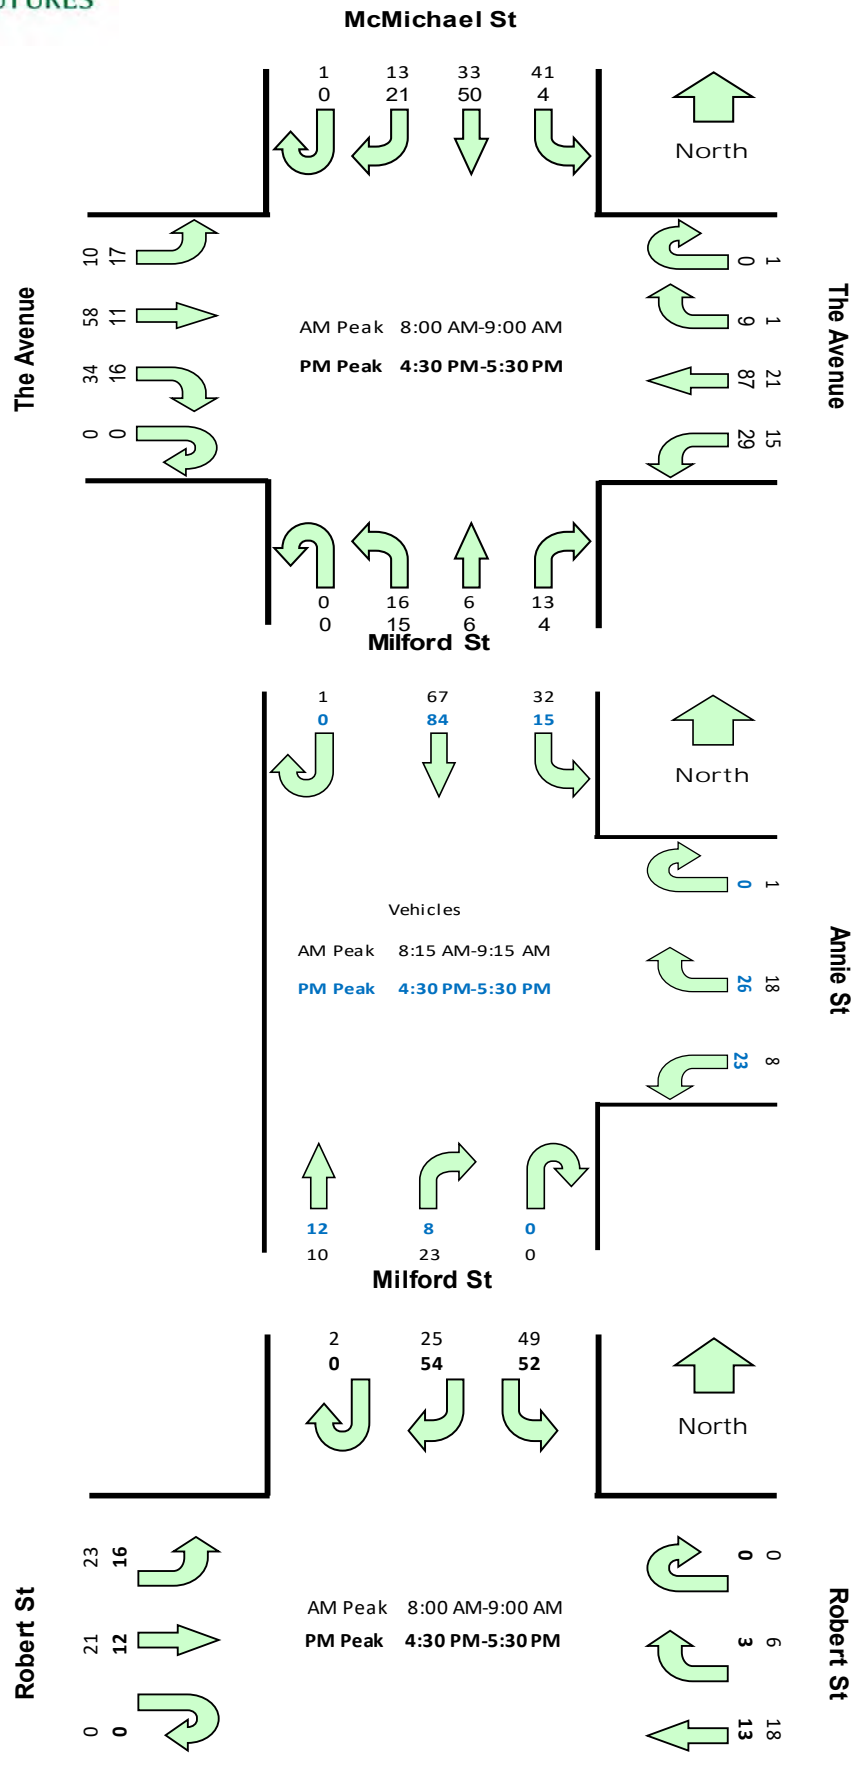 UTURES
McMichael St
1 13 33 41
0 21 50 4
North
10 17
0 1
The Avenue
58 11
AM Peak 8:00 AM-9:00 AM
9 1
The Avenue
34 16
PM Peak 4:30 PM-5:30 PM
87 21
0 0
29 15
0 16 6 13
0 15 6 4
Milford St
1 67 32
0 84 15
North
0 1
Vehicles
AM Peak 8:15 AM-9:15 AM
26 18
PM Peak 4:30 PM-5:30 PM
Annie St
23 8
12 8 0
10 23 0
Milford St
2 25 49
0 54 52
North
23 16
0 0
Robert St
AM Peak 8:00 AM-9:00 AM
21 12
3 6
PM Peak 4:30 PM-5:30 PM
Robert St
0 0
13 18